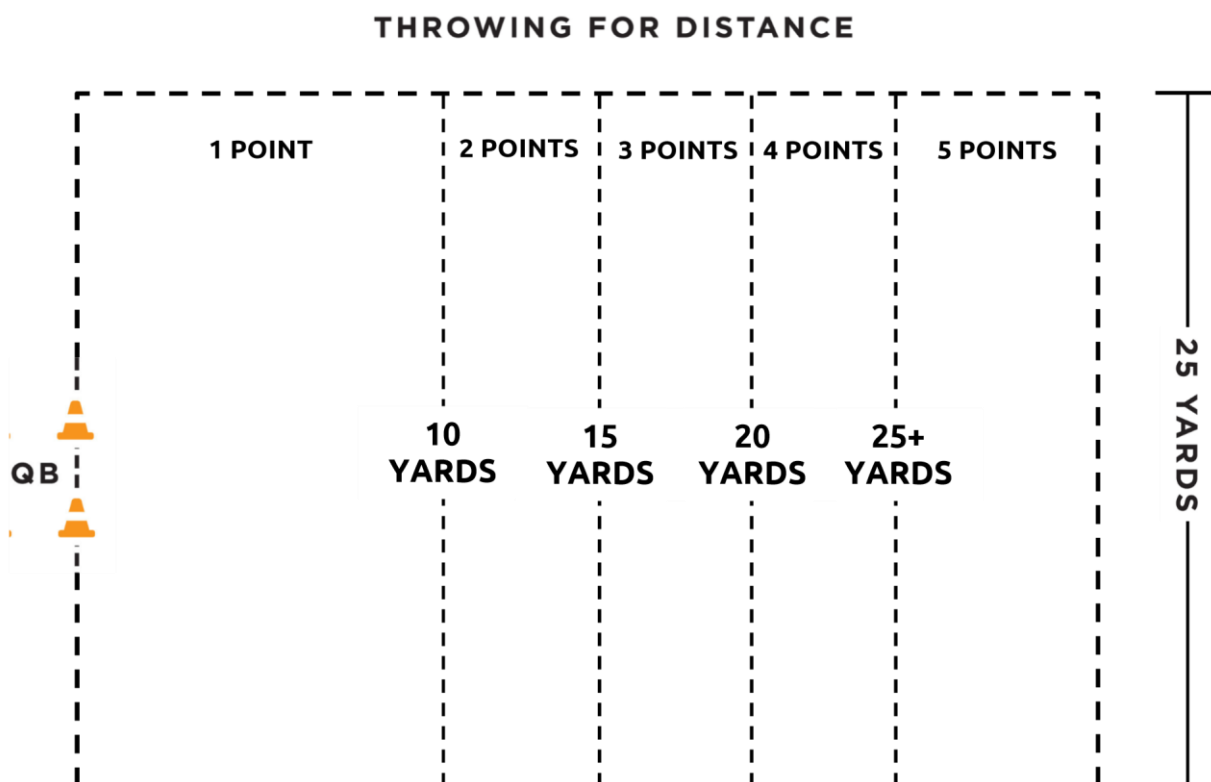 THROWING FOR DISTANCE
1 POINT
2 POINTS
3 POINTS
4 POINTS
5 POINTS
10
YARDS
15
YARDS
20
YARDS
25+
YARDS
QB
25 YARDS